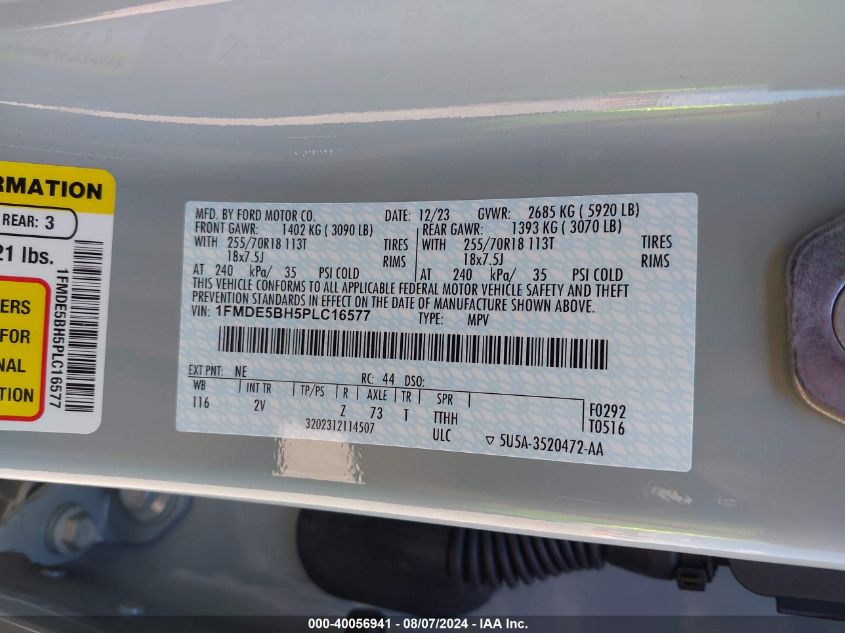 RMATION
REAR: 3
21 lbs.
ERS
FOR
NAL
TION
1FMDE5BH5PLC16577
MFD. BY FORD MOTOR CO.
DATE: 12/23 GVWR: 2685 KG ( 5920 LB)
FRONT GAWR: 1402 KG ( 3090 LB) REAR GAWR: 1393 KG ( 3070 LB)
WITH 255/70R18 113T TIRES WITH 255/70R18 113T TIRES
18x7.5J RIMS 18x7.5J RIMS
AT 240 kPa/ 35 PSI COLD AT 240 kPa/ 35 PSI COLD
THIS VEHICLE CONFORMS TO ALL APPLICABLE FEDERAL MOTOR VEHICLE SAFETY AND THEFT
PREVENTION STANDARDS IN EFFECT ON THE DATE OF MANUFACTURE SHOWN ABOVE.
VIN: 1FMDE5BH5PLC16577 TYPE: MPV
EXT PNT: NE RC: 44 DSO:
WB INT TR TP/PS R AXLE TR SPR
116 2V Z 73 T TTHH
ULC
F0292
T0516
3202312114507
▽ 5U5A-3520472-AA
000-40056941 - 08/07/2024 - IAA Inc.